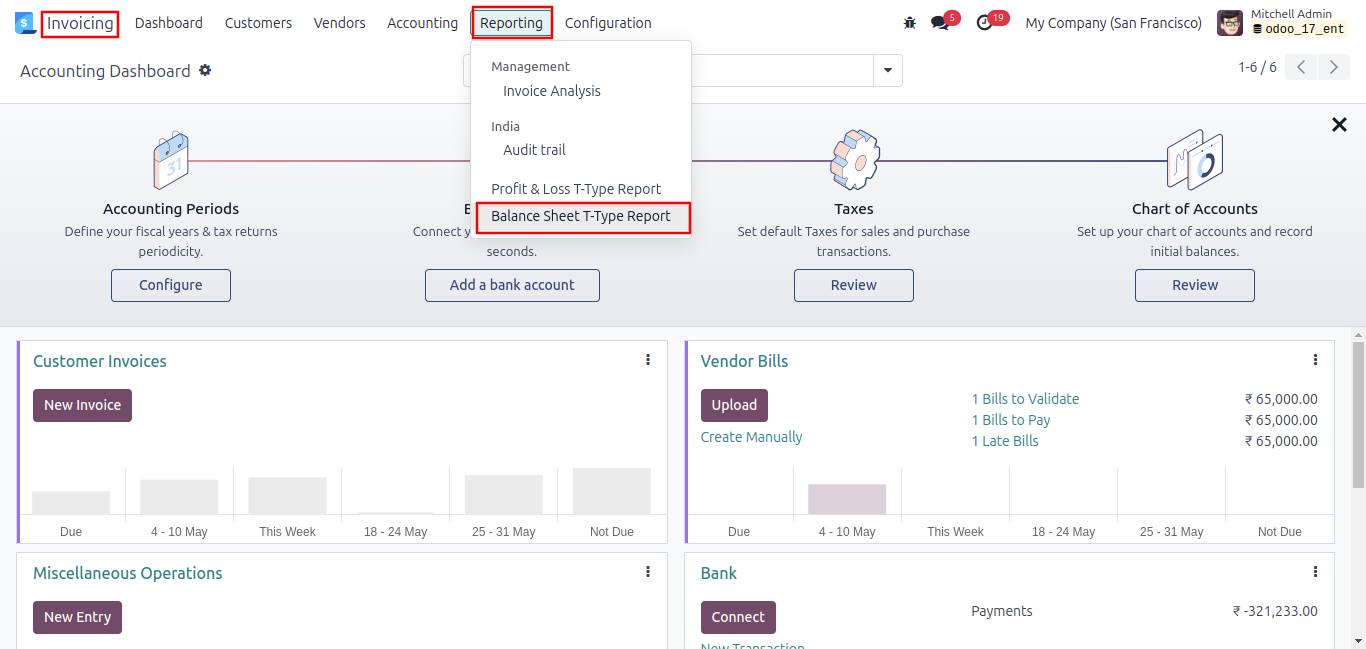 Invoicing Dashboard Customers Vendors Accounting Reporting Configuration 5 19 My Company (San Francisco) Mitchell Admin
odoo_17_ent
Accounting Dashboard 1-6 / 6
Management
Invoice Analysis
India
Audit trail
Profit & Loss T-Type Report
Balance Sheet T-Type Report
31
Accounting Periods
Define your fiscal years & tax returns
periodicity.
Configure
B
Connect y
seconds.
Add a bank account
Taxes
Set default Taxes for sales and purchase
transactions.
Review
Chart of Accounts
Set up your chart of accounts and record
initial balances.
Review
Customer Invoices
New Invoice
Due 4 - 10 May This Week 18 - 24 May 25 - 31 May Not Due
Vendor Bills
Upload
Create Manually
1 Bills to Validate ₹ 65,000.00
1 Bills to Pay ₹ 65,000.00
1 Late Bills ₹ 65,000.00
Due 4 - 10 May This Week 18 - 24 May 25 - 31 May Not Due
Miscellaneous Operations
New Entry
Bank
Connect
Payments ₹ -321,233.00
New Transaction